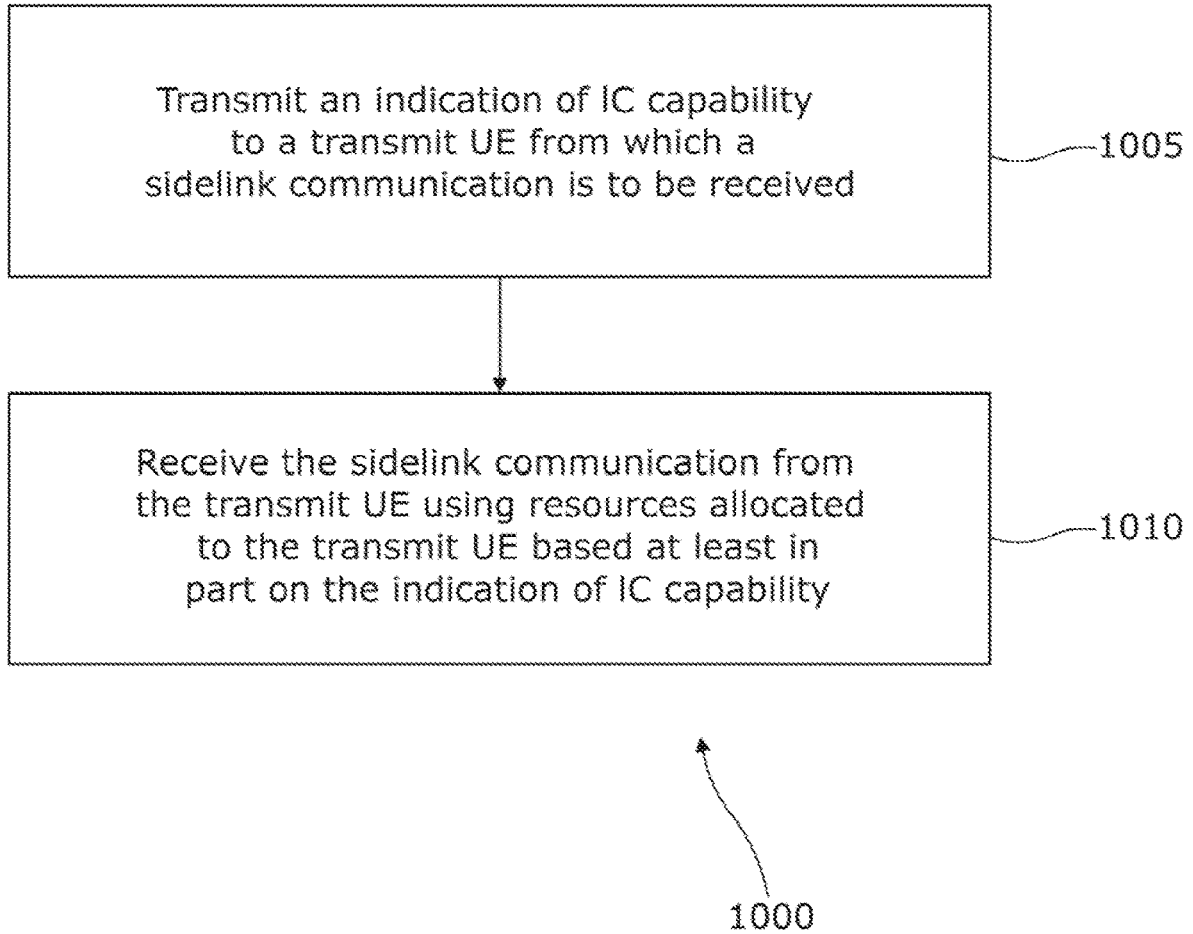 Transmit an indication of IC capability
to a transmit UE from which a
sidelink communication is to be received
1005
Receive the sidelink communication from
the transmit UE using resources allocated
to the transmit UE based at least in
part on the indication of IC capability
1010
1000